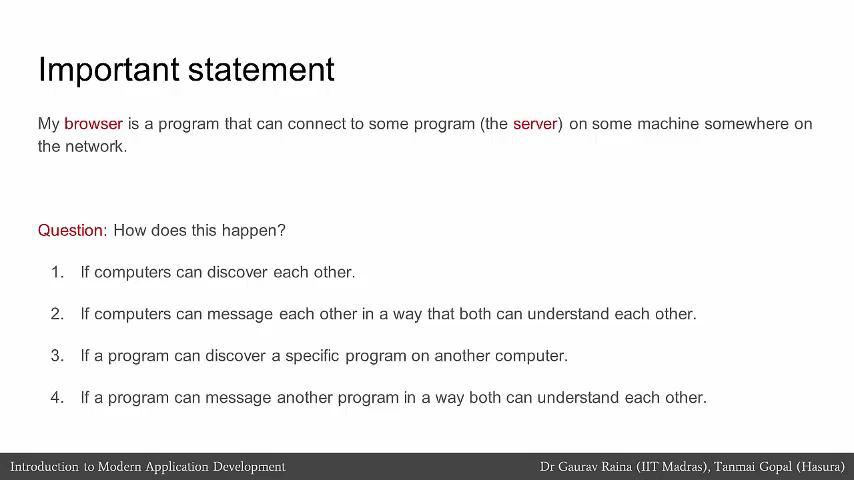 Important statement
My browser is a program that can connect to some program (the server) on some machine somewhere on
the network.
Question: How does this happen?
1. If computers can discover each other.
2. If computers can message each other in a way that both can understand each other.
3. If a program can discover a specific program on another computer.
4. If a program can message another program in a way both can understand each other.
Introduction to Modern Application Development
Dr Gaurav Raina (IIT Madras), Tanmai Gopal (Hasura)